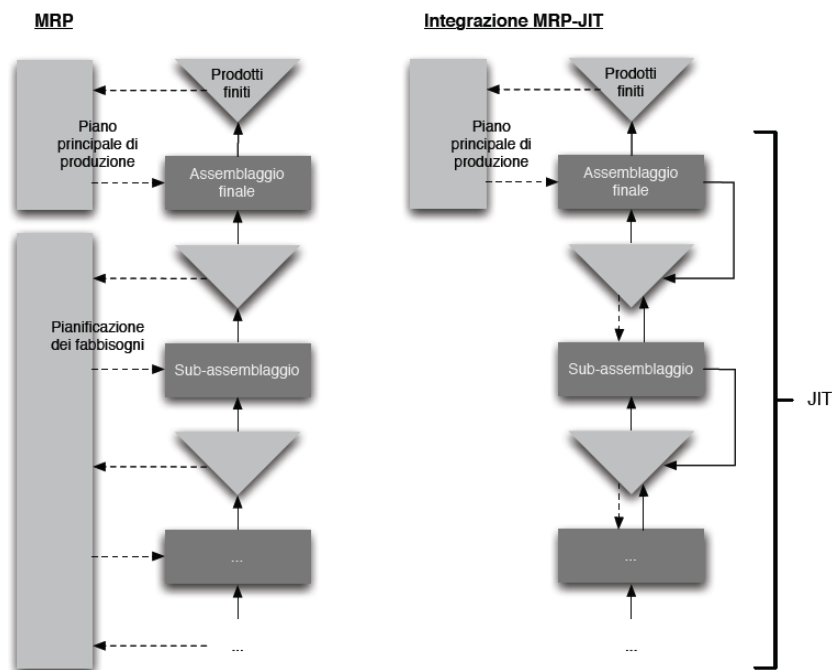 MRP
Prodotti
finiti
Piano
principale di
produzione
Assemblaggio
finale
Pianificazione
dei fabbisogni
Sub-assemblaggio
...
...
Integrazione MRP-JIT
Prodotti
finiti
Piano
principale di
produzione
Assemblaggio
finale
Sub-assemblaggio
...
...
JIT